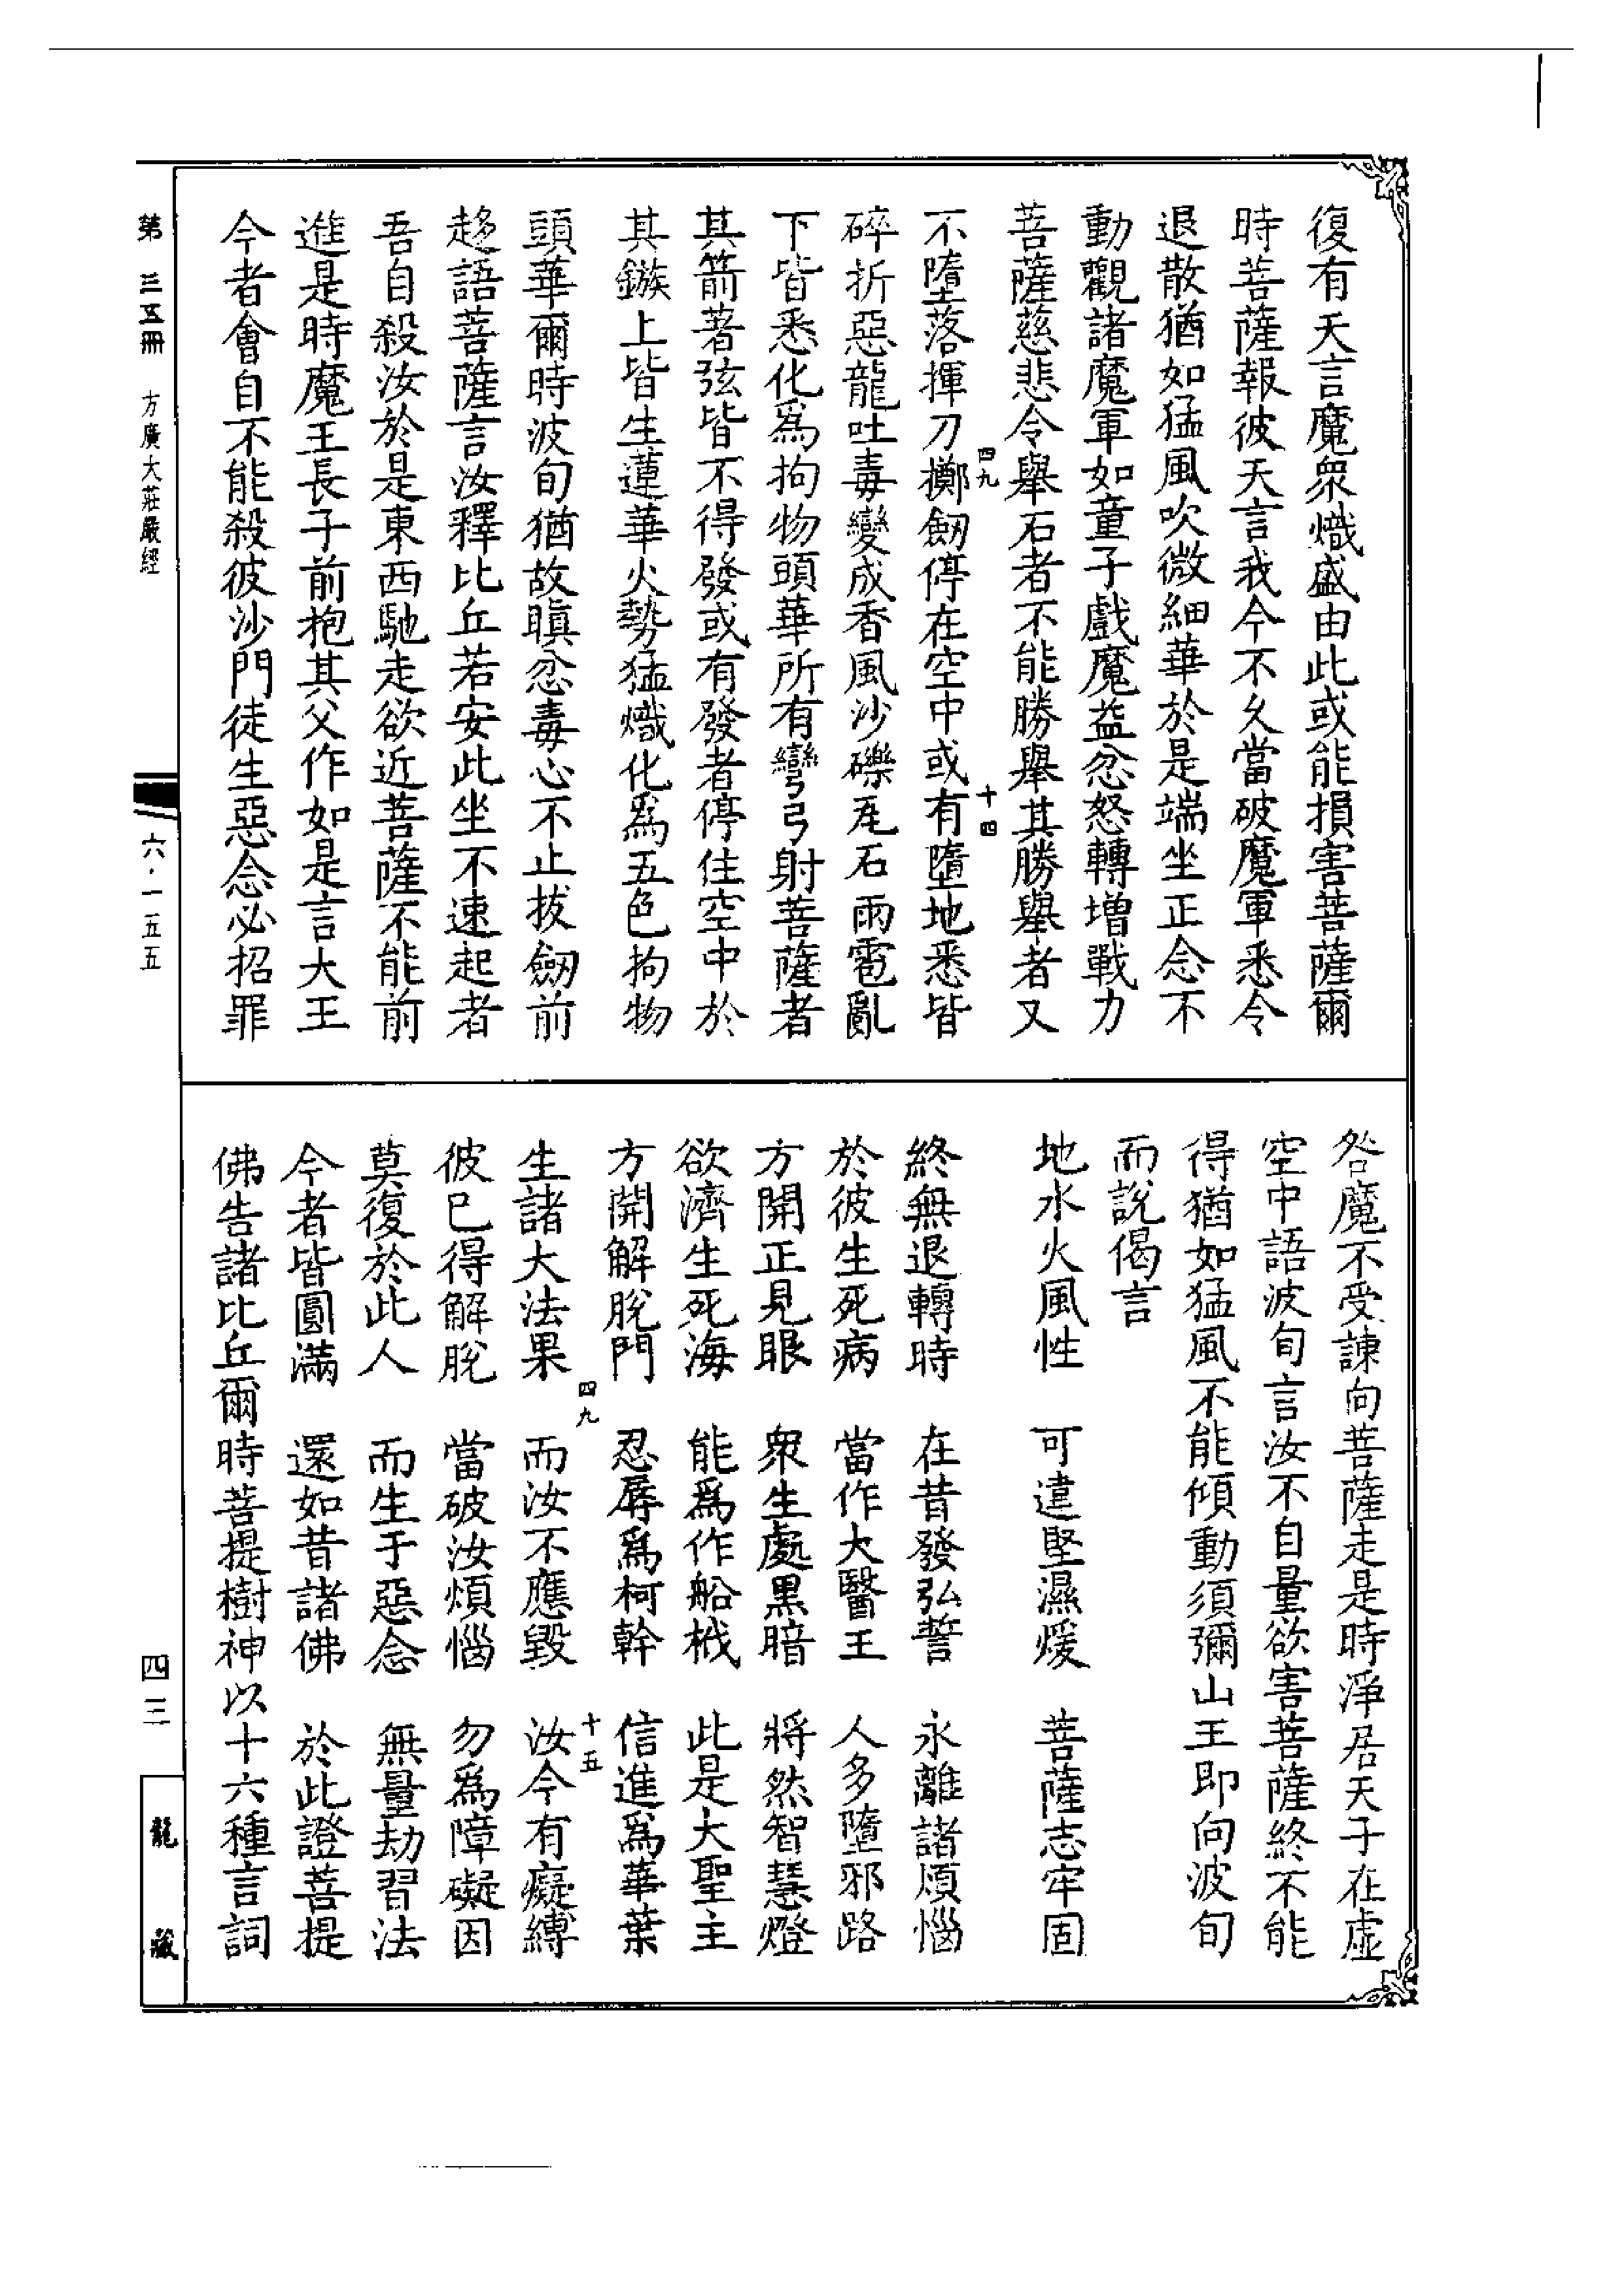 復有天言魔衆熾盛由此或能損害菩薩爾
時菩薩報彼天言我今不久當破魔軍悉令
退散猶如猛風吹微細華於是端坐正念不
動觀諸魔軍如童子戲魔益忿怒轉增戰力
菩薩慈悲令舉石者不能勝舉其勝舉者又
四九
十四
不墮落揮刀擲劒停在空中或有墮地悉皆
碎折惡龍吐毒變成香風沙礫瓦石雨雹亂
下皆悉化爲拘物頭華所有彎弓射菩薩者
其箭著弦皆不得發或有發者停住空中於
其鏃上皆生蓮華火勢猛熾化爲五色拘物
頭華爾時波旬猶故瞋忿毒心不止拔劒前
趨語菩薩言汝釋比丘若安此坐不速起者
吾自殺汝於是東西馳走欲近菩薩不能前
進是時魔王長子前抱其父作如是言大王
今者會自不能殺彼沙門徒生惡念必招罪
咎魔不受諫向菩薩走是時淨居天子在虛
空中語波旬言汝不自量欲害菩薩終不能
得猶如猛風不能傾動須彌山王即向波旬
而說偈言
地水火風性　可違堅濕煖　菩薩志牢固
終無退轉時　在昔發弘誓　永離諸煩惱
於彼生死病　當作大醫王　人多墮邪路
方開正見眼　衆生處黑暗　將然智慧燈
欲濟生死海　能爲作船栰　此是大聖主
方開解脫門　忍辱爲柯幹　信進爲華葉
四九
十五
生諸大法果　而汝不應毀　汝今有癡縛
彼已得解脫　當破汝煩惱　勿爲障礙因
莫復於此人　而生于惡念　無量劫習法
今者皆圓滿　還如昔諸佛　於此證菩提
佛告諸比丘爾時菩提樹神以十六種言詞
第三五冊　方廣大莊嚴經
六·一五五
四三
龍藏